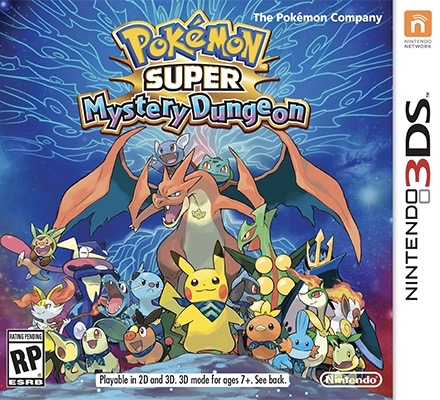 The Pokémon Company
POKéMON
SUPER
Mystery Dungeon
NINTENDO
NETWORK
NINTENDO 3DS™
RATING PENDING
RP
ESRB
Playable in 2D and 3D. 3D mode for ages 7+. See back.
Nintendo